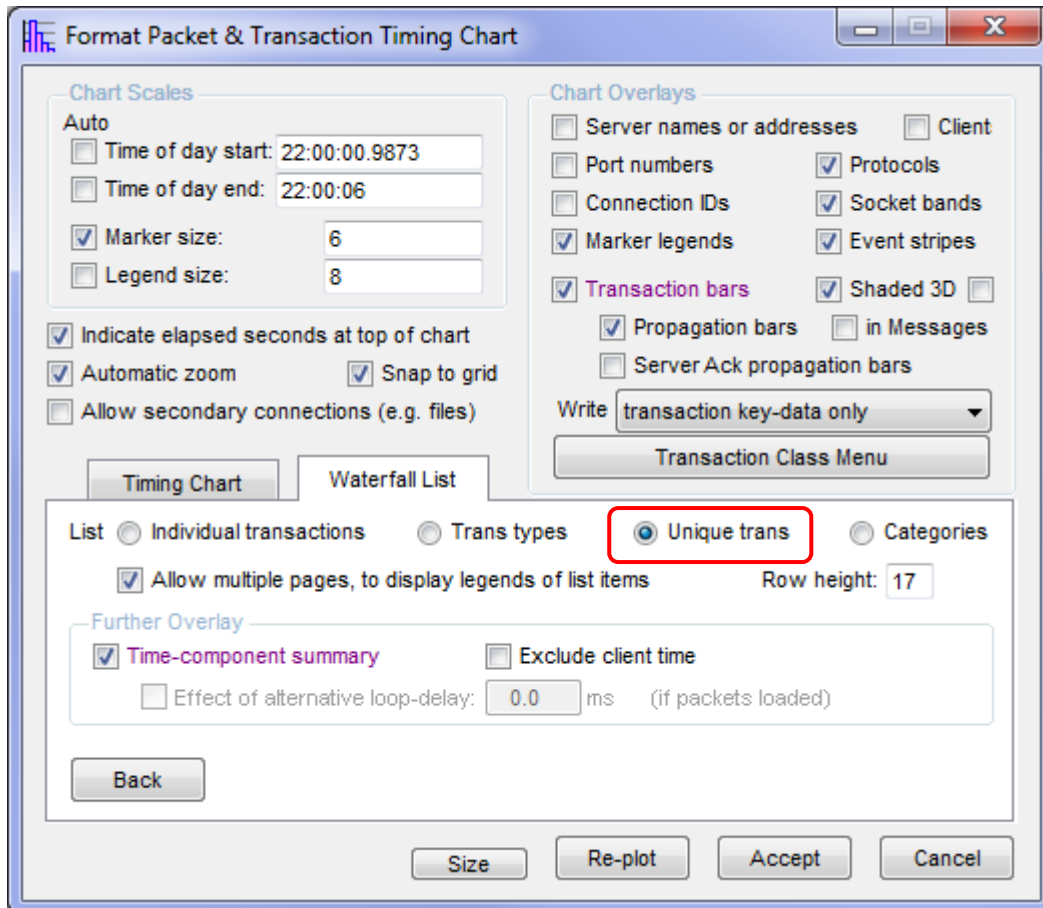 Format Packet & Transaction Timing Chart
Chart Scales
Auto
Time of day start: 22:00:00.9873
Time of day end: 22:00:06
Marker size: 6
Legend size: 8
Indicate elapsed seconds at top of chart
Automatic zoom Snap to grid
Allow secondary connections (e.g. files)
Chart Overlays
Server names or addresses Client
Port numbers Protocols
Connection IDs Socket bands
Marker legends Event stripes
Transaction bars Shaded 3D
Propagation bars in Messages
Server Ack propagation bars
Write transaction key-data only
Transaction Class Menu
Timing Chart Waterfall List
List Individual transactions Trans types Unique trans Categories
Allow multiple pages, to display legends of list items Row height: 17
Further Overlay
Time-component summary Exclude client time
Effect of alternative loop-delay: 0.0 ms (if packets loaded)
Back
Size Re-plot Accept Cancel